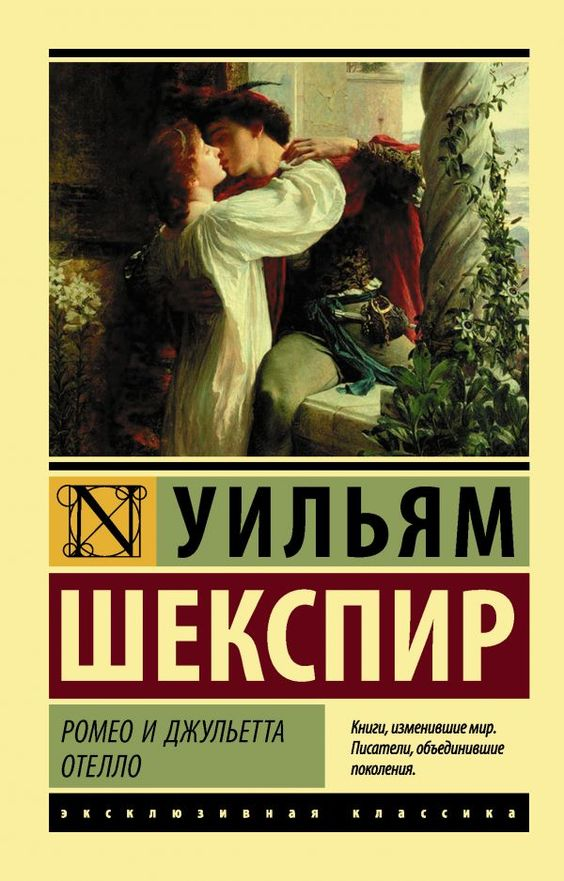 N
УИЛЬЯМ
ШЕКСПИР
РОМЕО И ДЖУЛЬЕТТА
ОТЕЛЛО
Книги, изменившие мир.
Писатели, объединившие
поколения.
эксклюзивная классика